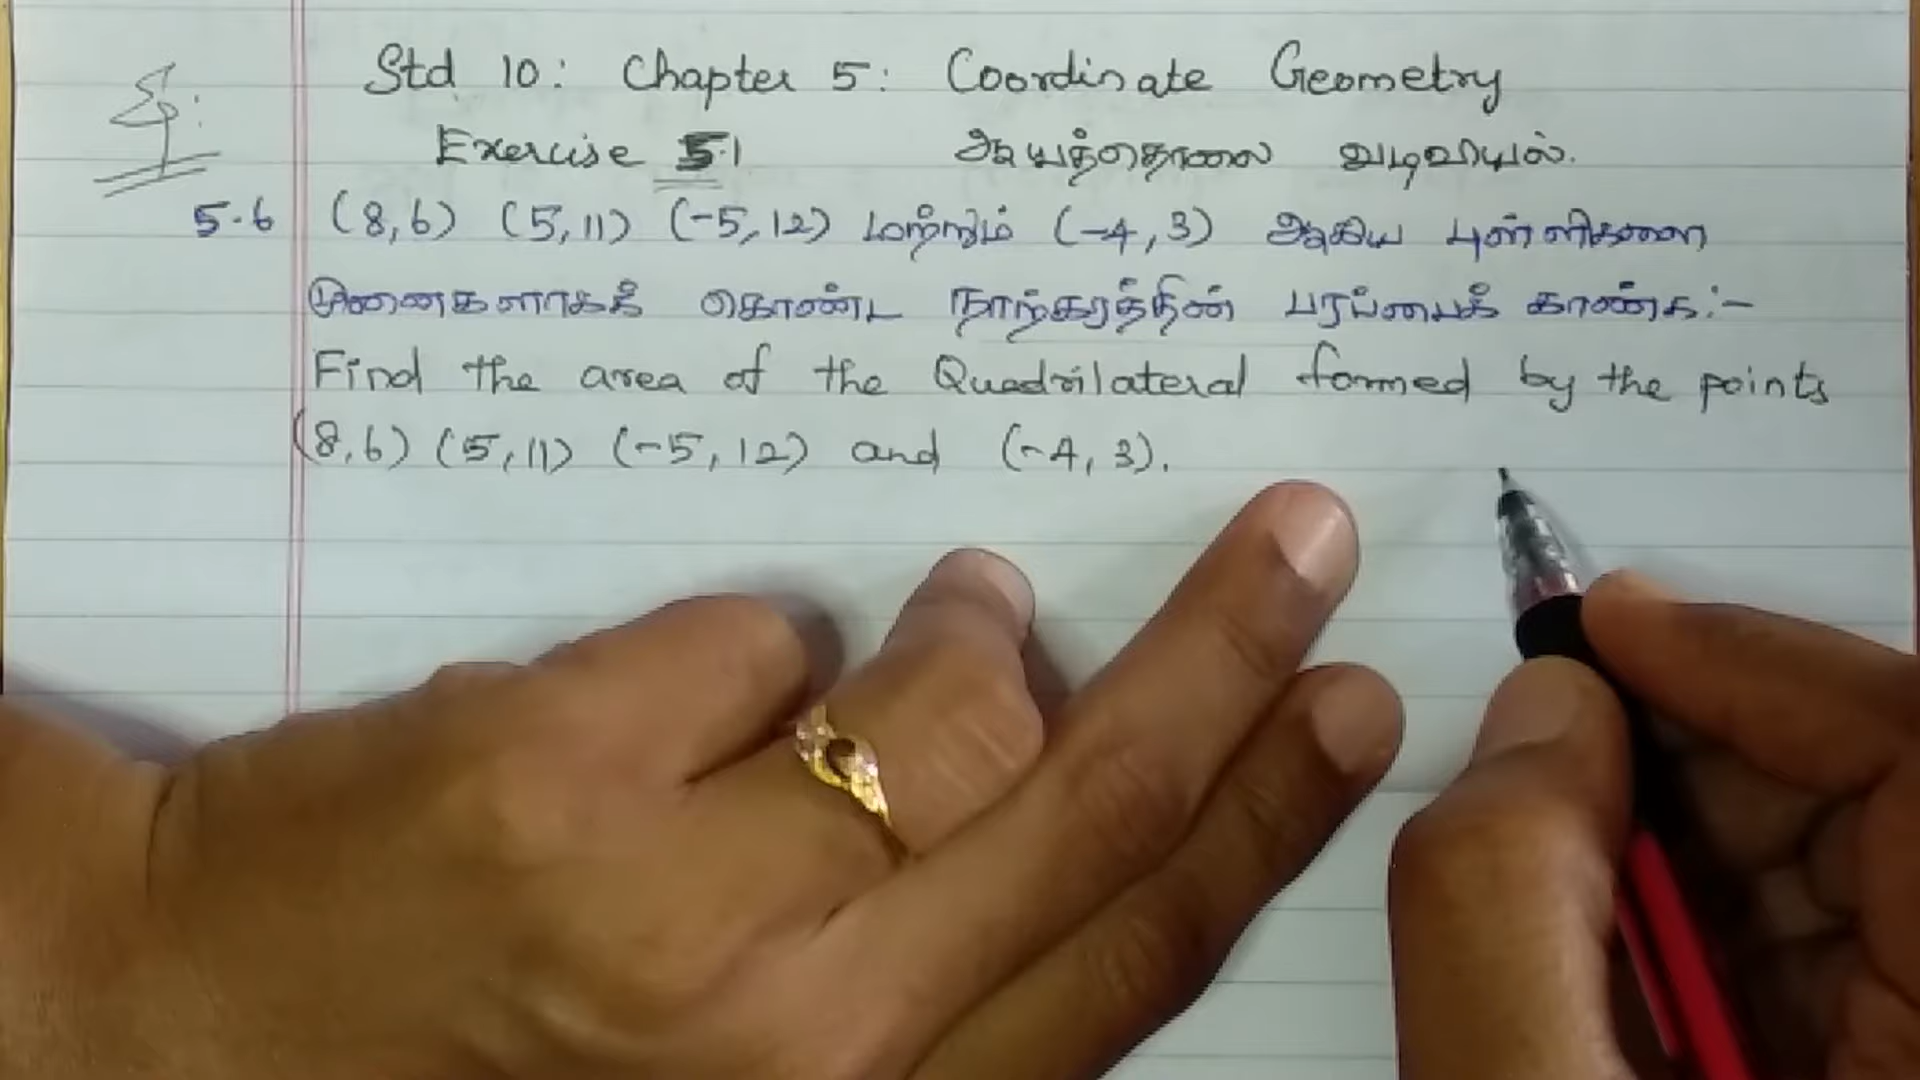 Std 10: Chapter 5: Coordinate Geometry
Exercise 5.1 ஆயத்தொலை வடிவியல்.
5.6 (8,6) (5,11) (-5,12) மற்றும் (-4,3) ஆகிய புள்ளிகளை
முனைகளாகக் கொண்ட நாற்கரத்தின் பரப்பைக் காண்க:-
Find the area of the Quadrilateral formed by the points
(8,6) (5,11) (-5,12) and (-4,3).